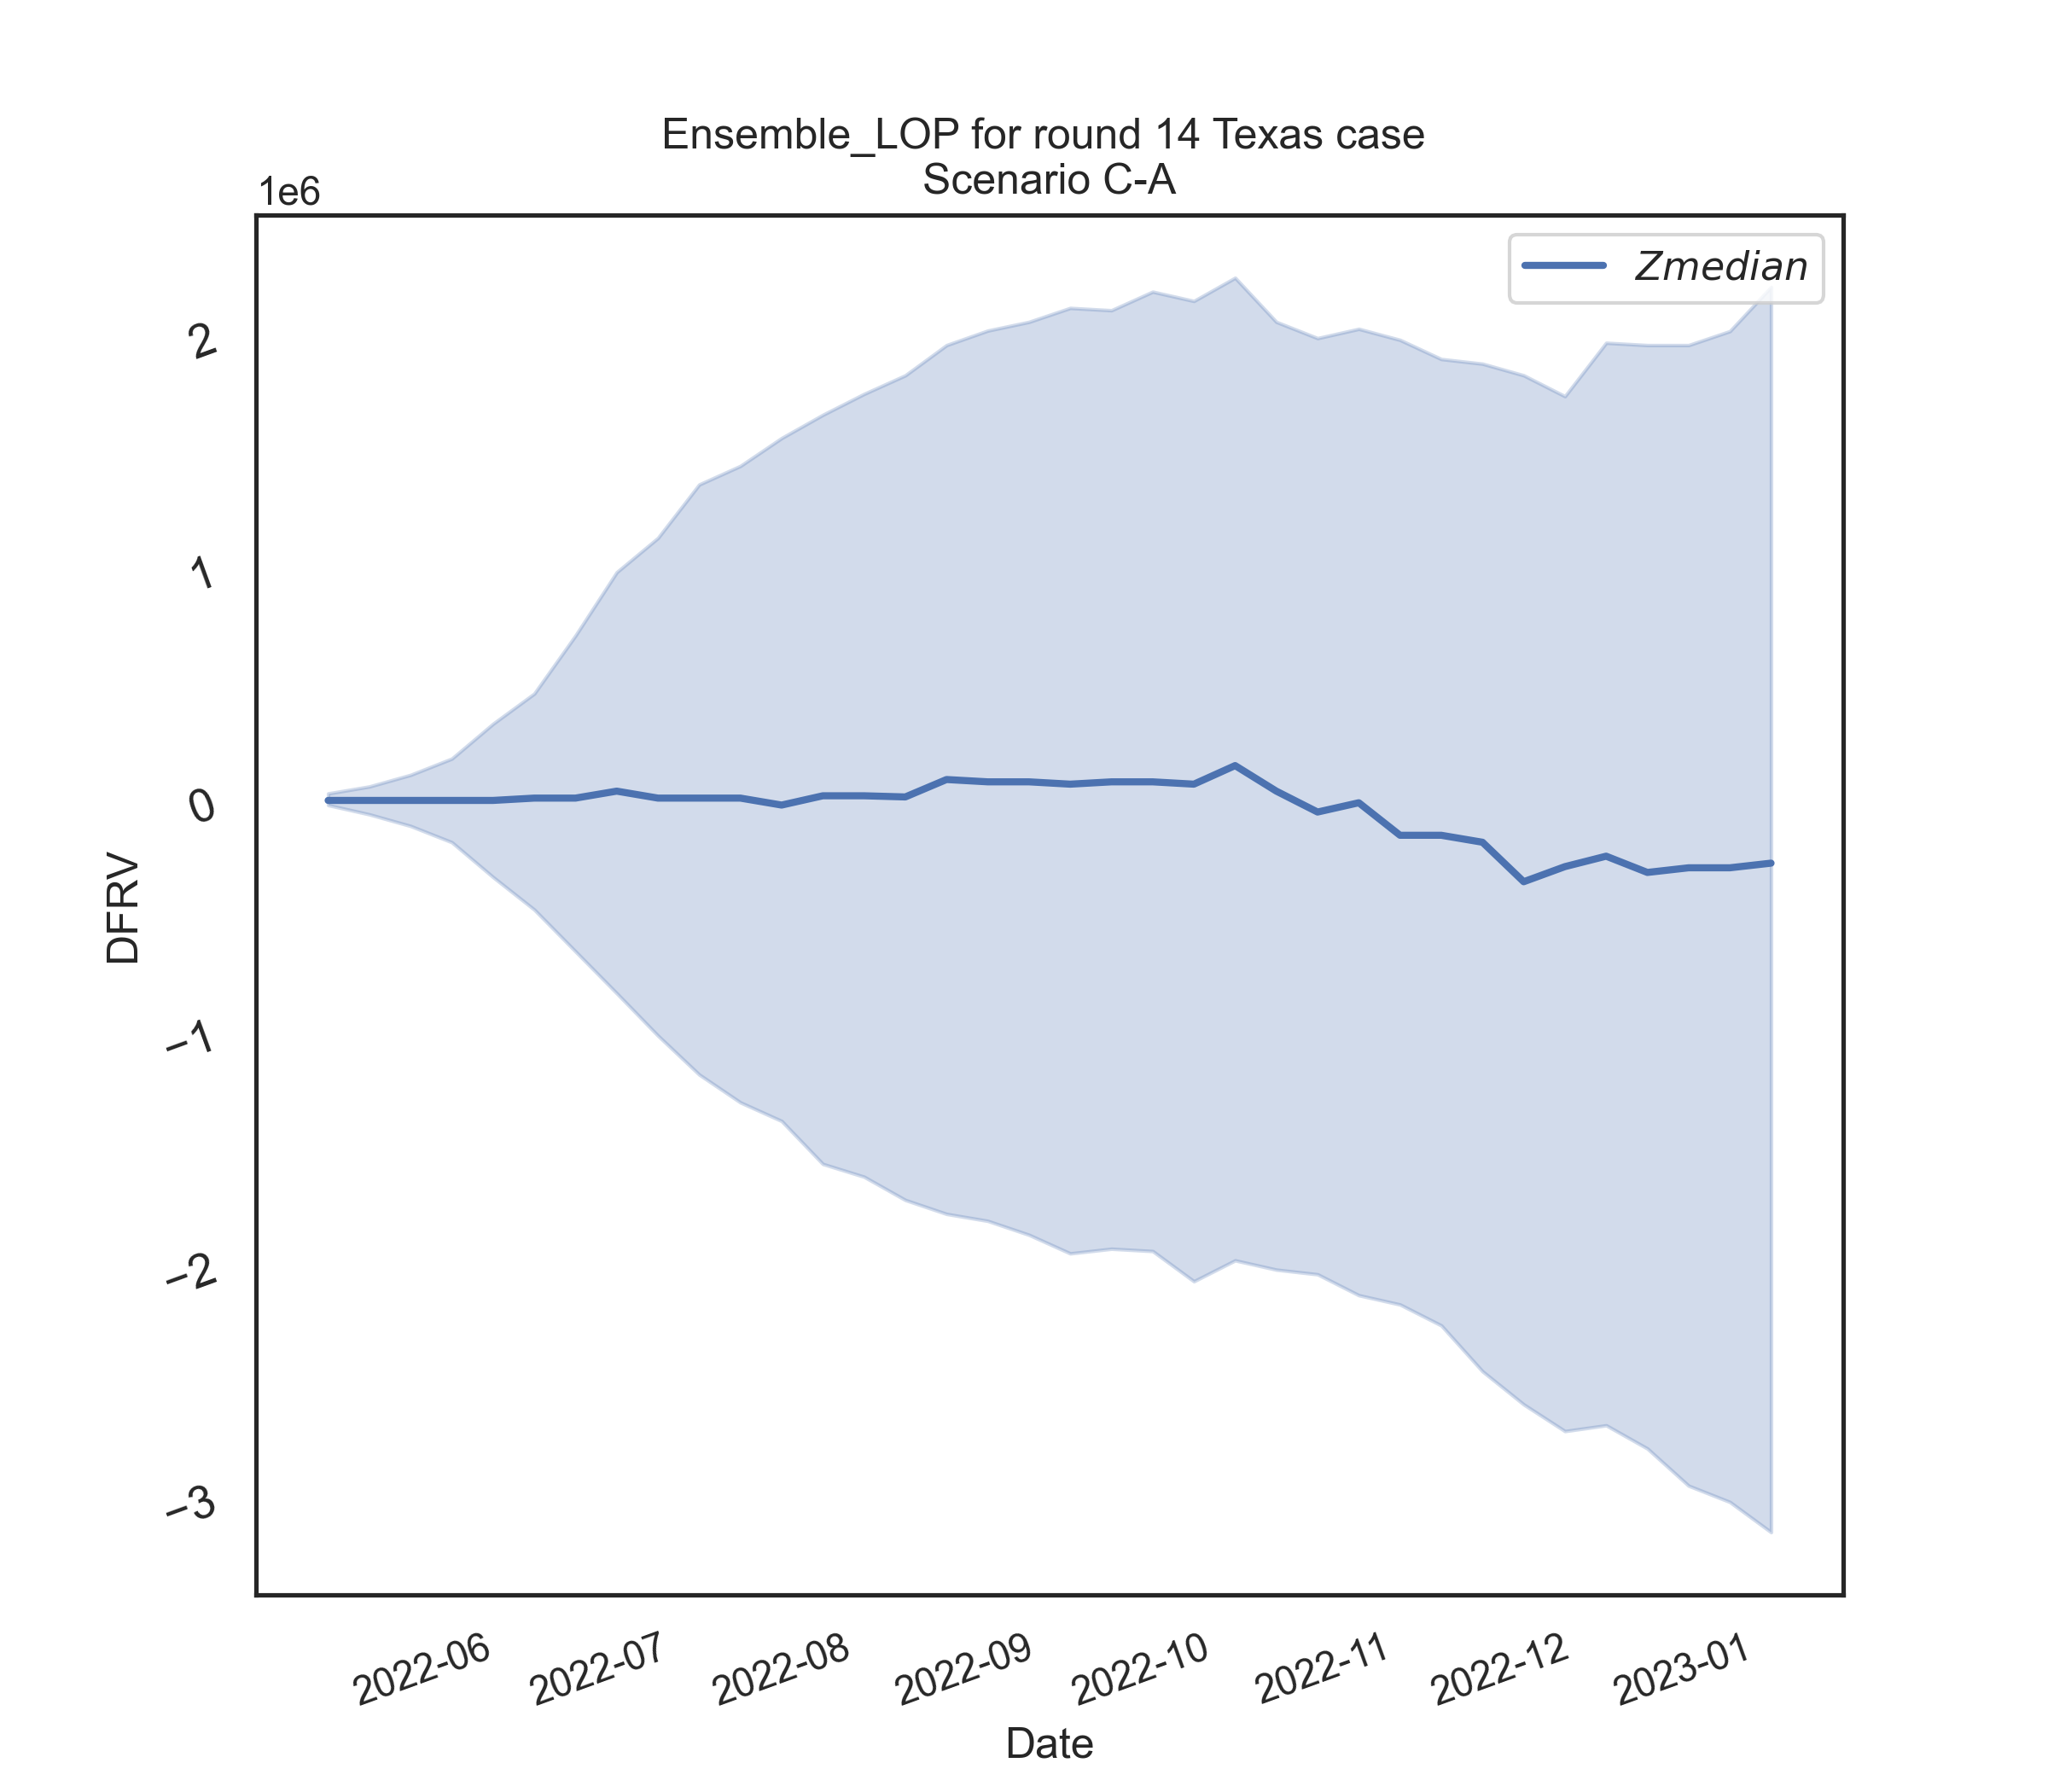 Ensemble_LOP for round 14 Texas case
Scenario C-A
1e6
Zmedian
2
1
0
−1
−2
−3
DFRV
2022-06
2022-07
2022-08
2022-09
2022-10
2022-11
2022-12
2023-01
Date